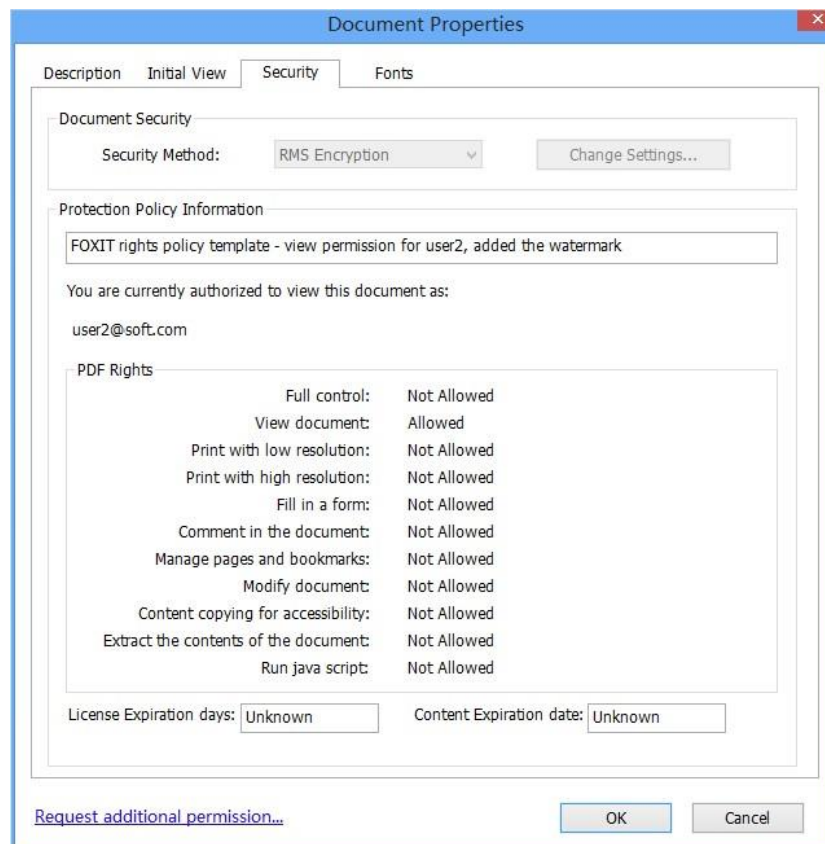 Document Properties
Description Initial View Security Fonts
Document Security
Security Method: RMS Encryption Change Settings...
Protection Policy Information
FOXIT rights policy template - view permission for user2, added the watermark
You are currently authorized to view this document as:
user2@soft.com
PDF Rights
Full control: Not Allowed
View document: Allowed
Print with low resolution: Not Allowed
Print with high resolution: Not Allowed
Fill in a form: Not Allowed
Comment in the document: Not Allowed
Manage pages and bookmarks: Not Allowed
Modify document: Not Allowed
Content copying for accessibility: Not Allowed
Extract the contents of the document: Not Allowed
Run java script: Not Allowed
License Expiration days: Unknown Content Expiration date: Unknown
Request additional permission... OK Cancel